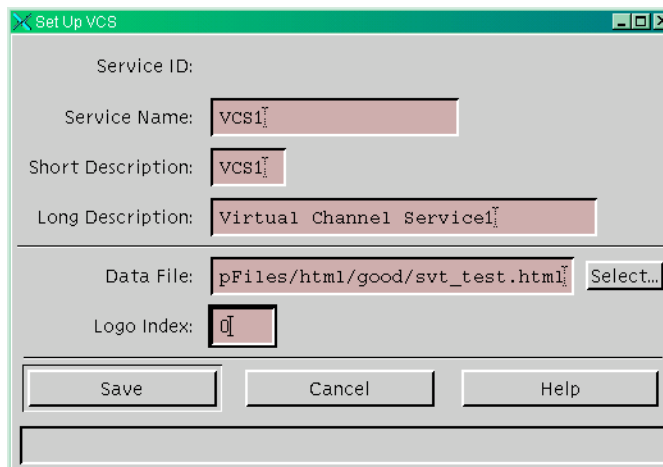 Set Up VCS
Service ID:
Service Name: VCS1
Short Description: VCS1
Long Description: Virtual Channel Service1
Data File: pFiles/html/good/svt_test.html Select...
Logo Index: 0
Save Cancel Help